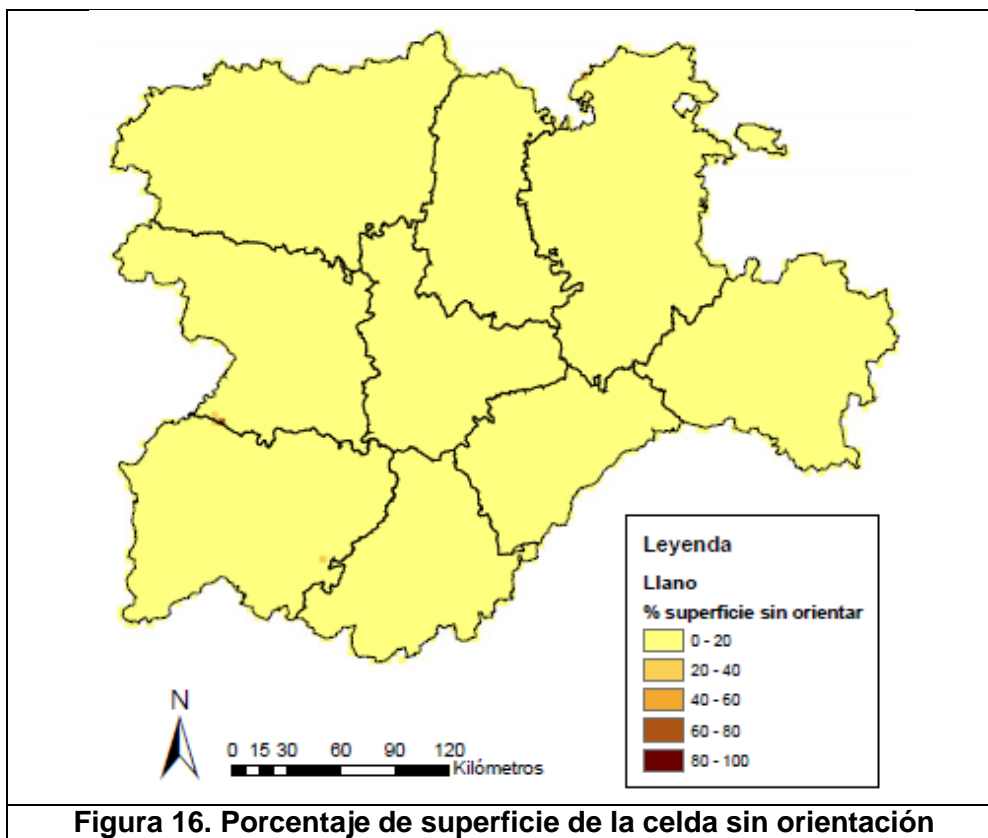 N
0 15 30 60 90 120
Kilómetros
Leyenda
Llano
% superficie sin orientar
0 - 20
20 - 40
40 - 60
60 - 80
80 - 100
Figura 16. Porcentaje de superficie de la celda sin orientación